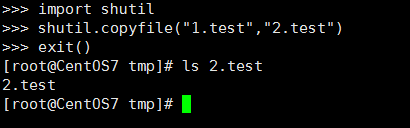 >>> import shutil
>>> shutil.copyfile("1.test","2.test")
>>> exit()
[root@CentOS7 tmp]# ls 2.test
2.test
[root@CentOS7 tmp]#